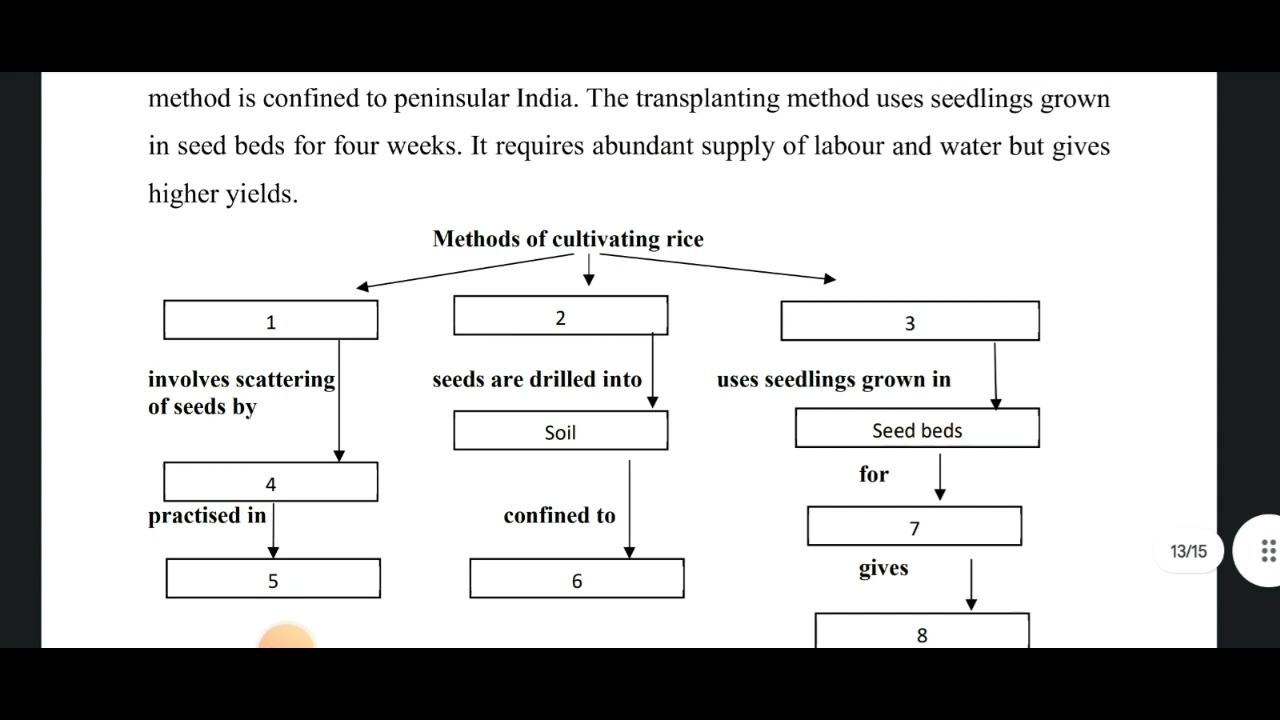 method is confined to peninsular India. The transplanting method uses seedlings grown
in seed beds for four weeks. It requires abundant supply of labour and water but gives
higher yields.
Methods of cultivating rice
1
2
3
involves scattering
of seeds by
seeds are drilled into
uses seedlings grown in
Soil
Seed beds
for
4
practised in
confined to
7
gives
5
6
8
13/15